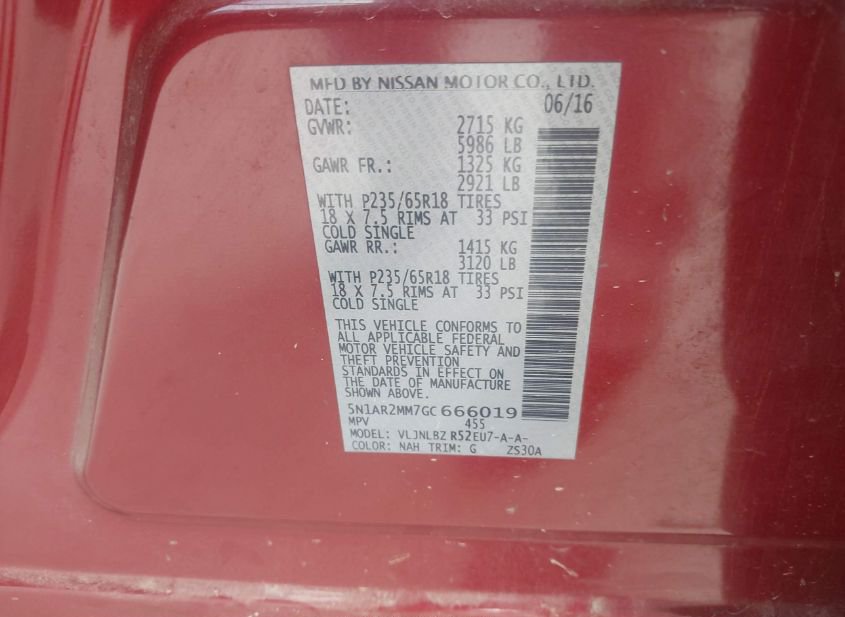 MFD BY NISSAN MOTOR CO., LTD.
DATE: 06/16
GVWR: 2715 KG
5986 LB
GAWR FR.: 1325 KG
2921 LB
WITH P235/65R18 TIRES
18 X 7.5 RIMS AT 33 PSI
COLD SINGLE
GAWR RR.: 1415 KG
3120 LB
WITH P235/65R18 TIRES
18 X 7.5 RIMS AT 33 PSI
COLD SINGLE
THIS VEHICLE CONFORMS TO
ALL APPLICABLE FEDERAL
MOTOR VEHICLE SAFETY AND
THEFT PREVENTION
STANDARDS IN EFFECT ON
THE DATE OF MANUFACTURE
SHOWN ABOVE.
5N1AR2MM7GC666019
MPV 455
MODEL: VLJNLBZ R52EU7-A-A-
COLOR: NAH TRIM: G ZS30A